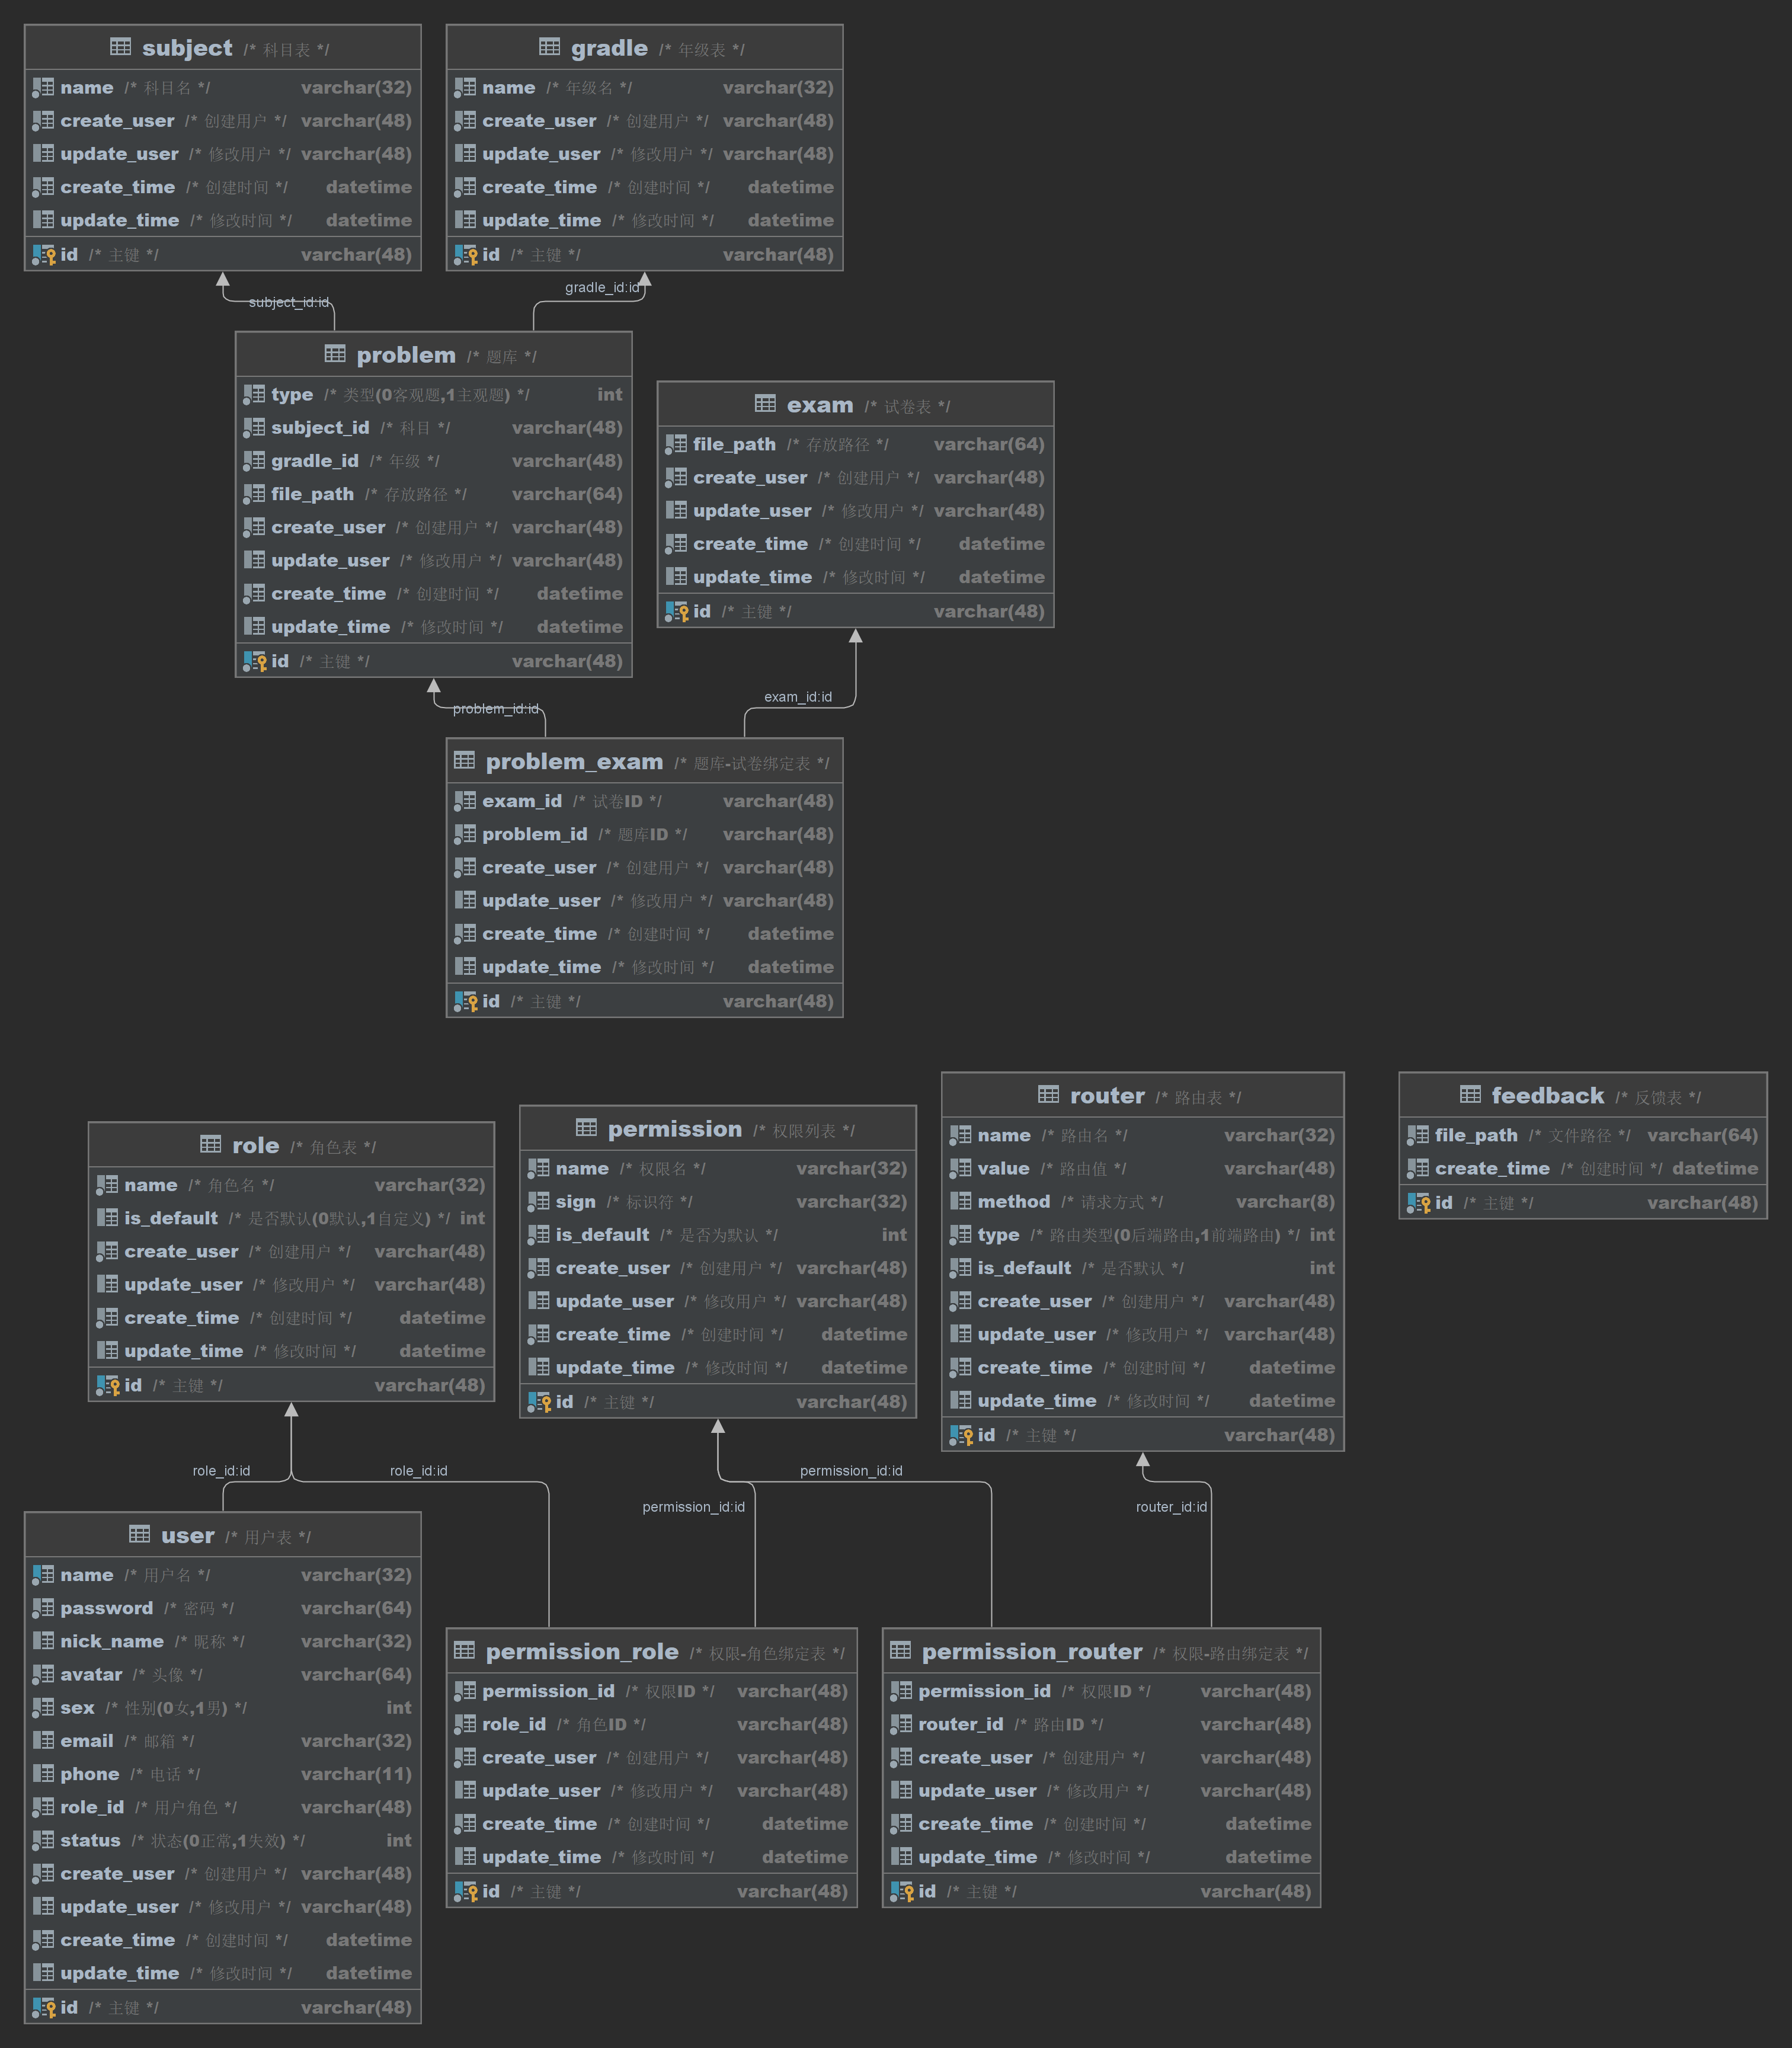 subject /* 科目表 */
name /* 科目名 */ varchar(32)
create_user /* 创建用户 */ varchar(48)
update_user /* 修改用户 */ varchar(48)
create_time /* 创建时间 */ datetime
update_time /* 修改时间 */ datetime
id /* 主键 */ varchar(48)
gradle /* 年级表 */
name /* 年级名 */ varchar(32)
create_user /* 创建用户 */ varchar(48)
update_user /* 修改用户 */ varchar(48)
create_time /* 创建时间 */ datetime
update_time /* 修改时间 */ datetime
id /* 主键 */ varchar(48)
subject_id:id
gradle_id:id
problem /* 题库 */
type /* 类型(0客观题,1主观题) */ int
subject_id /* 科目 */ varchar(48)
gradle_id /* 年级 */ varchar(48)
file_path /* 存放路径 */ varchar(64)
create_user /* 创建用户 */ varchar(48)
update_user /* 修改用户 */ varchar(48)
create_time /* 创建时间 */ datetime
update_time /* 修改时间 */ datetime
id /* 主键 */ varchar(48)
exam /* 试卷表 */
file_path /* 存放路径 */ varchar(64)
create_user /* 创建用户 */ varchar(48)
update_user /* 修改用户 */ varchar(48)
create_time /* 创建时间 */ datetime
update_time /* 修改时间 */ datetime
id /* 主键 */ varchar(48)
problem_id:id
exam_id:id
problem_exam /* 题库-试卷绑定表 */
exam_id /* 试卷ID */ varchar(48)
problem_id /* 题库ID */ varchar(48)
create_user /* 创建用户 */ varchar(48)
update_user /* 修改用户 */ varchar(48)
create_time /* 创建时间 */ datetime
update_time /* 修改时间 */ datetime
id /* 主键 */ varchar(48)
role /* 角色表 */
name /* 角色名 */ varchar(32)
is_default /* 是否默认(0默认,1自定义) */ int
create_user /* 创建用户 */ varchar(48)
update_user /* 修改用户 */ varchar(48)
create_time /* 创建时间 */ datetime
update_time /* 修改时间 */ datetime
id /* 主键 */ varchar(48)
permission /* 权限列表 */
name /* 权限名 */ varchar(32)
sign /* 标识符 */ varchar(32)
is_default /* 是否为默认 */ int
create_user /* 创建用户 */ varchar(48)
update_user /* 修改用户 */ varchar(48)
create_time /* 创建时间 */ datetime
update_time /* 修改时间 */ datetime
id /* 主键 */ varchar(48)
router /* 路由表 */
name /* 路由名 */ varchar(32)
value /* 路由值 */ varchar(48)
method /* 请求方式 */ varchar(8)
type /* 路由类型(0后端路由,1前端路由) */ int
is_default /* 是否默认 */ int
create_user /* 创建用户 */ varchar(48)
update_user /* 修改用户 */ varchar(48)
create_time /* 创建时间 */ datetime
update_time /* 修改时间 */ datetime
id /* 主键 */ varchar(48)
feedback /* 反馈表 */
file_path /* 文件路径 */ varchar(64)
create_time /* 创建时间 */ datetime
id /* 主键 */ varchar(48)
role_id:id
role_id:id
permission_id:id
permission_id:id
router_id:id
user /* 用户表 */
name /* 用户名 */ varchar(32)
password /* 密码 */ varchar(64)
nick_name /* 昵称 */ varchar(32)
avatar /* 头像 */ varchar(64)
sex /* 性别(0女,1男) */ int
email /* 邮箱 */ varchar(32)
phone /* 电话 */ varchar(11)
role_id /* 用户角色 */ varchar(48)
status /* 状态(0正常,1失效) */ int
create_user /* 创建用户 */ varchar(48)
update_user /* 修改用户 */ varchar(48)
create_time /* 创建时间 */ datetime
update_time /* 修改时间 */ datetime
id /* 主键 */ varchar(48)
permission_role /* 权限-角色绑定表 */
permission_id /* 权限ID */ varchar(48)
role_id /* 角色ID */ varchar(48)
create_user /* 创建用户 */ varchar(48)
update_user /* 修改用户 */ varchar(48)
create_time /* 创建时间 */ datetime
update_time /* 修改时间 */ datetime
id /* 主键 */ varchar(48)
permission_router /* 权限-路由绑定表 */
permission_id /* 权限ID */ varchar(48)
router_id /* 路由ID */ varchar(48)
create_user /* 创建用户 */ varchar(48)
update_user /* 修改用户 */ varchar(48)
create_time /* 创建时间 */ datetime
update_time /* 修改时间 */ datetime
id /* 主键 */ varchar(48)